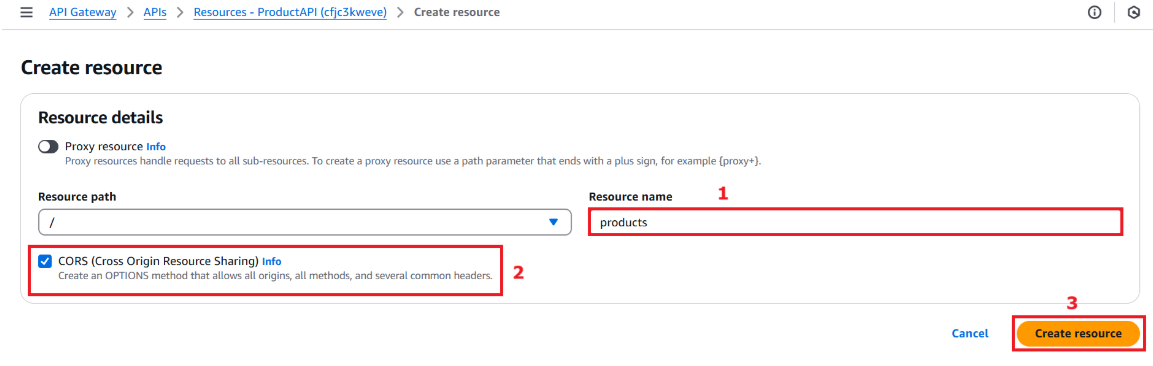 API Gateway > APIs > Resources - ProductAPI (cfjc3kweve) > Create resource
Create resource
Resource details
Proxy resource Info
Proxy resources handle requests to all sub-resources. To create a proxy resource use a path parameter that ends with a plus sign, for example {proxy+}.
Resource path
/
Resource name 1
products
CORS (Cross Origin Resource Sharing) Info
Create an OPTIONS method that allows all origins, all methods, and several common headers.
2
3
Cancel Create resource